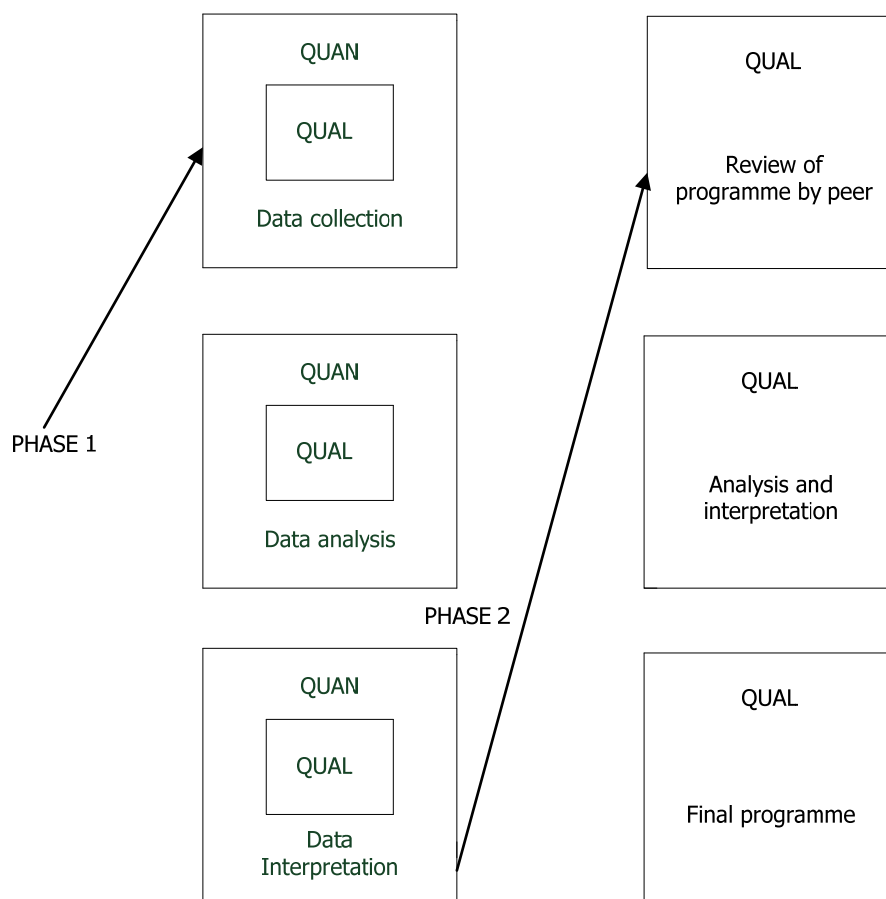 PHASE 1
QUAN
QUAL
Data collection
QUAN
QUAL
Data analysis
QUAN
QUAL
Data
Interpretation
PHASE 2
QUAL
Review of
programme by peer
QUAL
Analysis and
interpretation
QUAL
Final programme